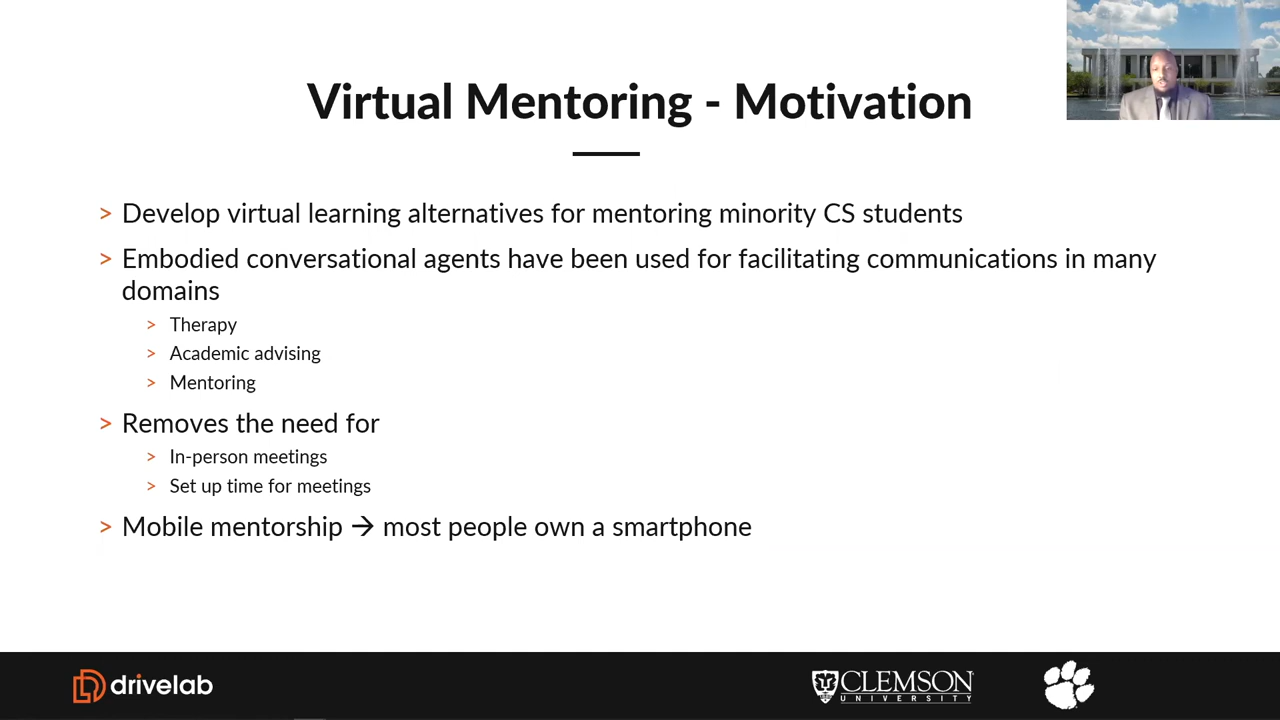 Virtual Mentoring - Motivation
> Develop virtual learning alternatives for mentoring minority CS students
> Embodied conversational agents have been used for facilitating communications in many
domains
> Therapy
> Academic advising
> Mentoring
> Removes the need for
> In-person meetings
> Set up time for meetings
> Mobile mentorship → most people own a smartphone
drivelab
CLEMSON
UNIVERSITY